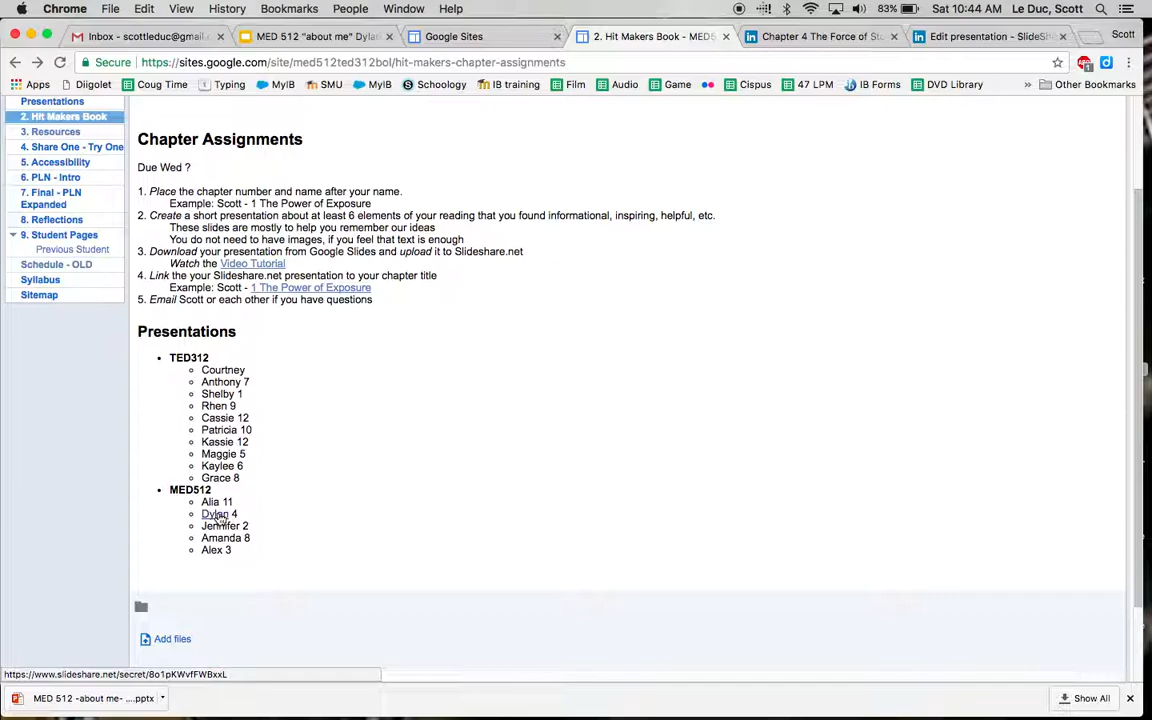 Chrome File Edit View History Bookmarks People Window Help 83% Sat 10:44 AM Le Duc, Scott
Inbox - scottleduc@gmail. MED 512 "about me" Dyla Google Sites 2. Hit Makers Book - MED5 Chapter 4 The Force of St Edit presentation - SlideSh Scott
Secure https://sites.google.com/site/med512ted312bol/hit-makers-chapter-assignments
Apps Diigolet Coug Time Typing MyIB SMU MyIB Schoology IB training Film Audio Game Cispus 47 LPM IB Forms DVD Library » Other Bookmarks
Presentations
2. Hit Makers Book
3. Resources
4. Share One - Try One
5. Accessibility
6. PLN - Intro
7. Final - PLN
Expanded
8. Reflections
9. Student Pages
Previous Student
Schedule - OLD
Syllabus
Sitemap
Chapter Assignments
Due Wed ?
1. Place the chapter number and name after your name.
Example: Scott - 1 The Power of Exposure
2. Create a short presentation about at least 6 elements of your reading that you found informational, inspiring, helpful, etc.
These slides are mostly to help you remember our ideas
You do not need to have images, if you feel that text is enough
3. Download your presentation from Google Slides and upload it to Slideshare.net
Watch the Video Tutorial
4. Link the your Slideshare.net presentation to your chapter title
Example: Scott - 1 The Power of Exposure
5. Email Scott or each other if you have questions
Presentations
TED312
Courtney
Anthony 7
Shelby 1
Rhen 9
Cassie 12
Patricia 10
Kassie 12
Maggie 5
Kaylee 6
Grace 8
MED512
Alia 11
Dylan 4
Jennifer 2
Amanda 8
Alex 3
Add files
https://www.slideshare.net/secret/8o1pKWvfFWBxxL
MED 512 -about me- ....pptx Show All